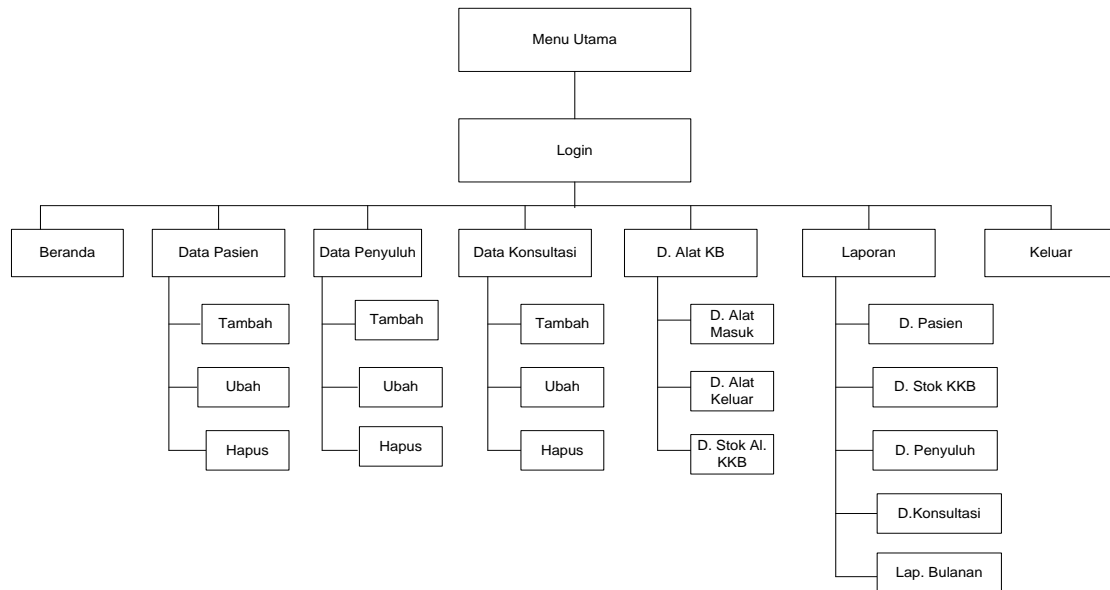 Menu Utama
Login
Beranda
Data Pasien
Data Penyuluh
Data Konsultasi
D. Alat KB
Laporan
Keluar
Tambah
Ubah
Hapus
Tambah
Ubah
Hapus
Tambah
Ubah
Hapus
D. Alat
Masuk
D. Alat
Keluar
D. Stok Al.
KKB
D. Pasien
D. Stok KKB
D. Penyuluh
D.Konsultasi
Lap. Bulanan